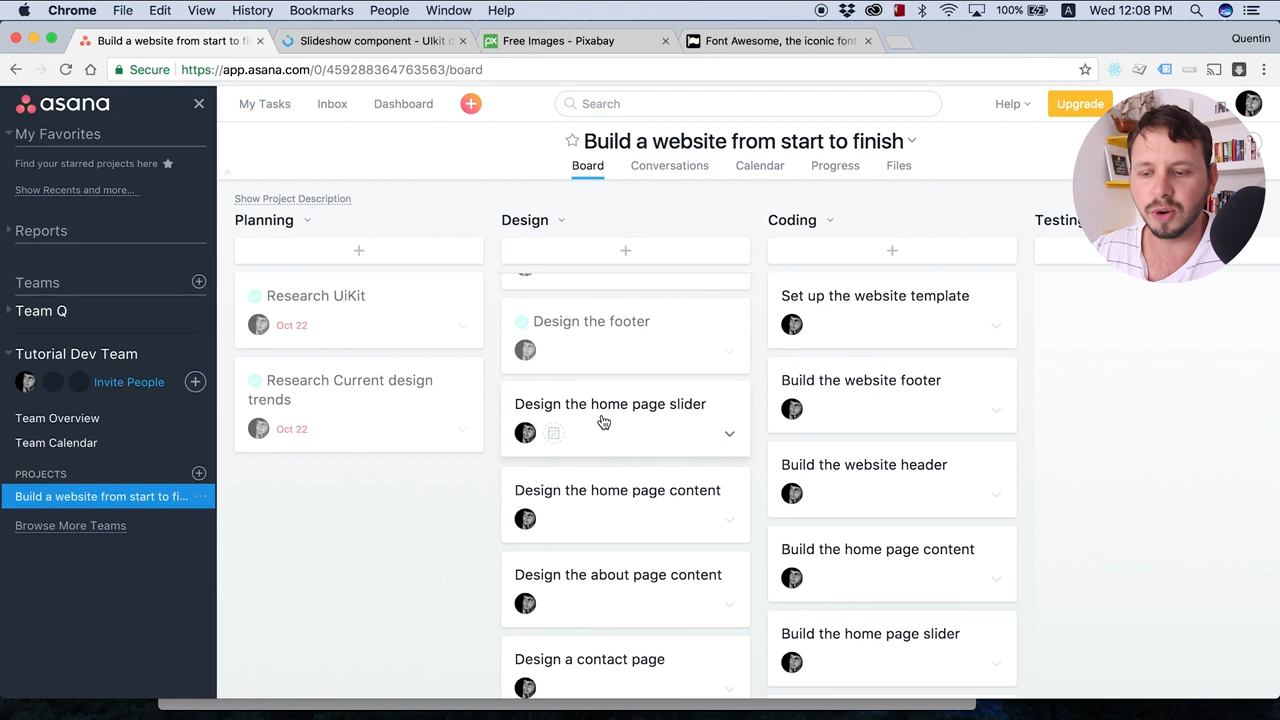 Chrome File Edit View History Bookmarks People Window Help 100% A Wed 12:08 PM
Build a website from start to fi Slideshow component - UIkit d Free Images - Pixabay Font Awesome, the iconic font Quentin
Secure https://app.asana.com/0/459288364763563/board
asana
My Tasks Inbox Dashboard Search Help Upgrade
My Favorites
Find your starred projects here
Show Recents and more...
Reports
Teams
Team Q
Tutorial Dev Team
Invite People
Team Overview
Team Calendar
PROJECTS
Build a website from start to fi...
Browse More Teams
Build a website from start to finish
Board Conversations Calendar Progress Files
Show Project Description
Planning
Research UiKit
Oct 22
Research Current design
trends
Oct 22
Design
Design the footer
Design the home page slider
Design the home page content
Design the about page content
Design a contact page
Coding
Set up the website template
Build the website footer
Build the website header
Build the home page content
Build the home page slider
Testing